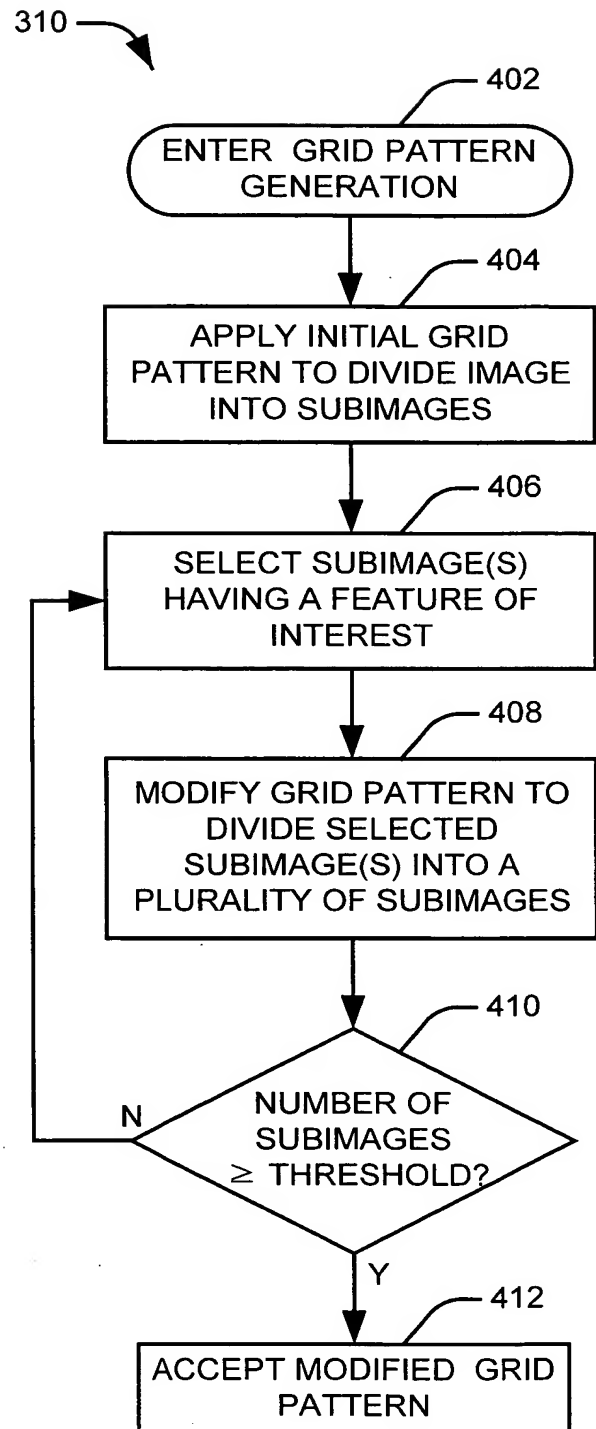 310
402
ENTER GRID PATTERN
GENERATION
404
APPLY INITIAL GRID
PATTERN TO DIVIDE IMAGE
INTO SUBIMAGES
406
SELECT SUBIMAGE(S)
HAVING A FEATURE OF
INTEREST
408
MODIFY GRID PATTERN TO
DIVIDE SELECTED
SUBIMAGE(S) INTO A
PLURALITY OF SUBIMAGES
410
N
NUMBER OF
SUBIMAGES
≥ THRESHOLD?
Y
412
ACCEPT MODIFIED GRID
PATTERN